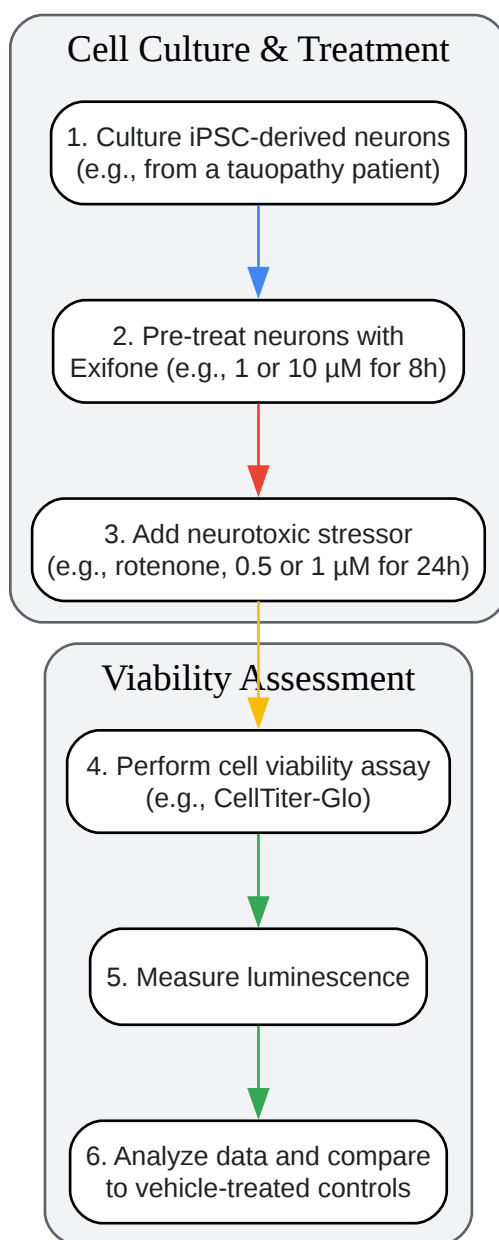 Cell Culture & Treatment
1. Culture iPSC-derived neurons
(e.g., from a tauopathy patient)
2. Pre-treat neurons with
Exifone (e.g., 1 or 10 µM for 8h)
3. Add neurotoxic stressor
(e.g., rotenone, 0.5 or 1 µM for 24h)
Viability Assessment
4. Perform cell viability assay
(e.g., CellTiter-Glo)
5. Measure luminescence
6. Analyze data and compare
to vehicle-treated controls